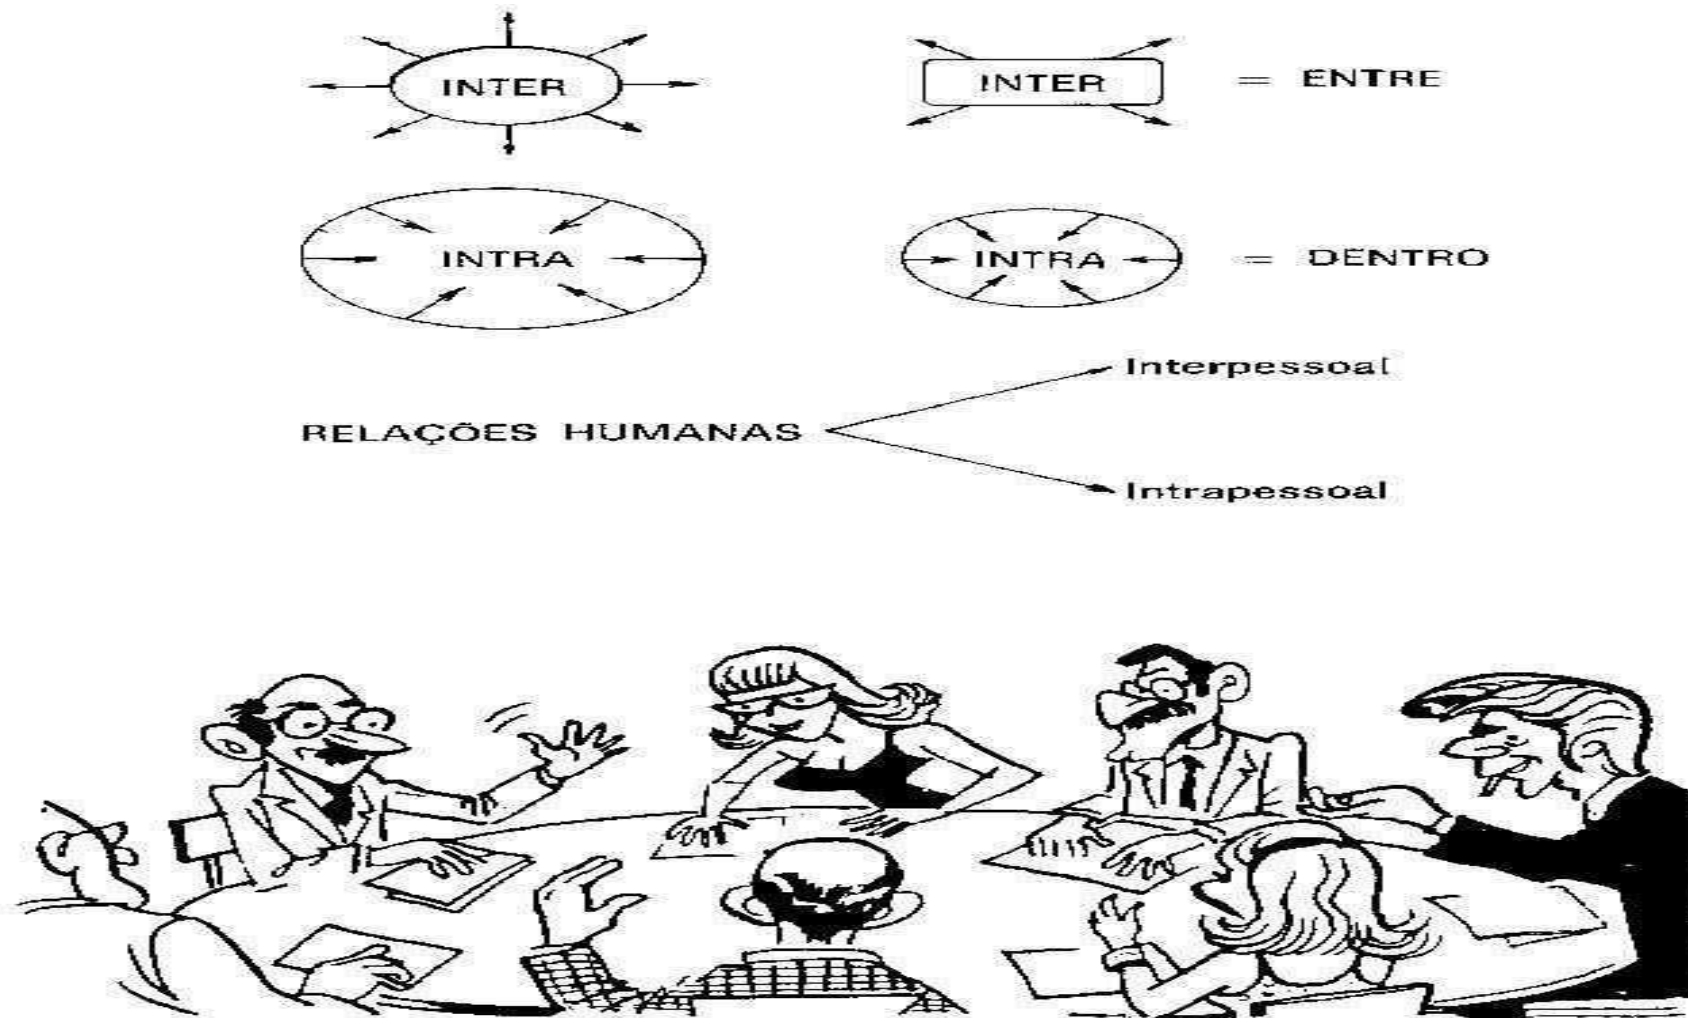 INTER INTER = ENTRE
INTRA INTRA = DENTRO
Interpessoal
RELAÇÕES HUMANAS
Intrapessoal